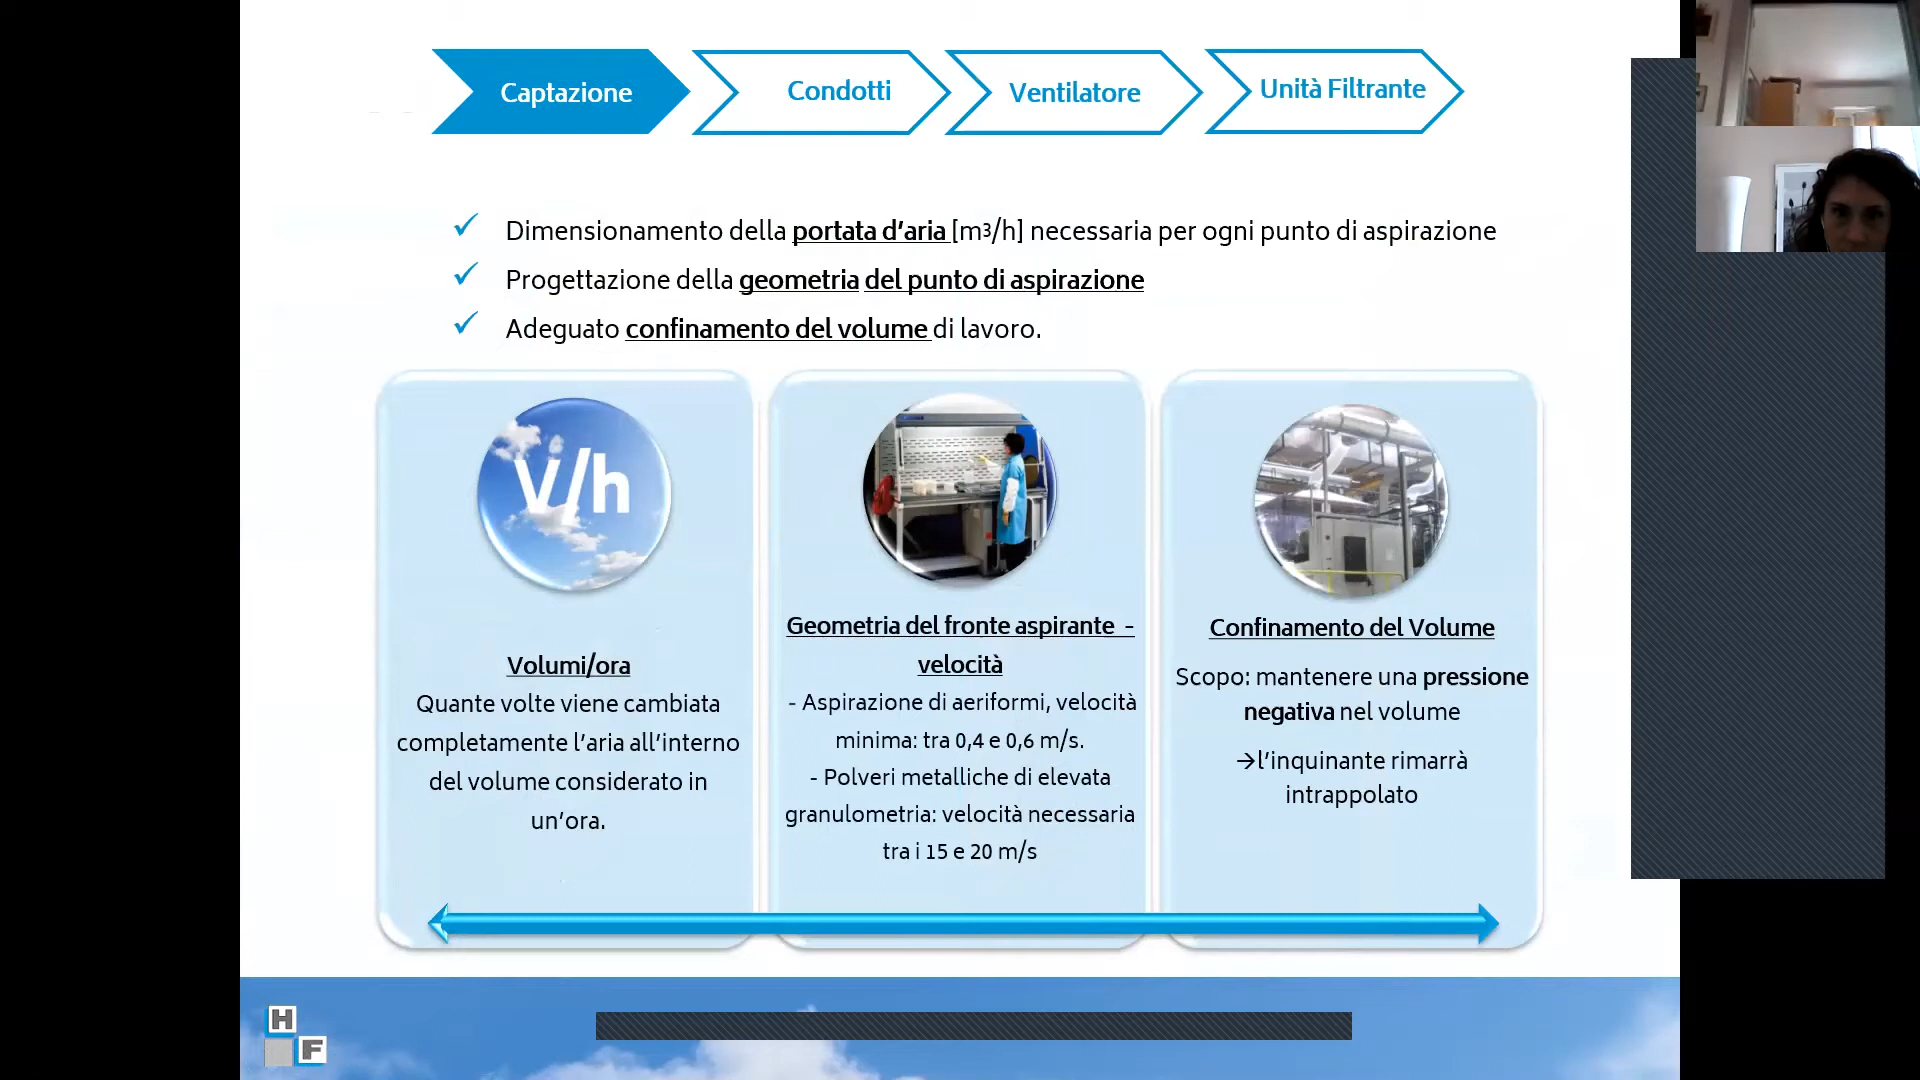 Captazione
Condotti
Ventilatore
Unità Filtrante
Dimensionamento della portata d’aria [m3/h] necessaria per ogni punto di aspirazione
Progettazione della geometria del punto di aspirazione
Adeguato confinamento del volume di lavoro.
V/h
Volumi/ora
Quante volte viene cambiata
completamente l’aria all’interno
del volume considerato in
un’ora.
Geometria del fronte aspirante -
velocità
- Aspirazione di aeriformi, velocità
minima: tra 0,4 e 0,6 m/s.
- Polveri metalliche di elevata
granulometria: velocità necessaria
tra i 15 e 20 m/s
Confinamento del Volume
Scopo: mantenere una pressione
negativa nel volume
→l’inquinante rimarrà
intrappolato
H
F